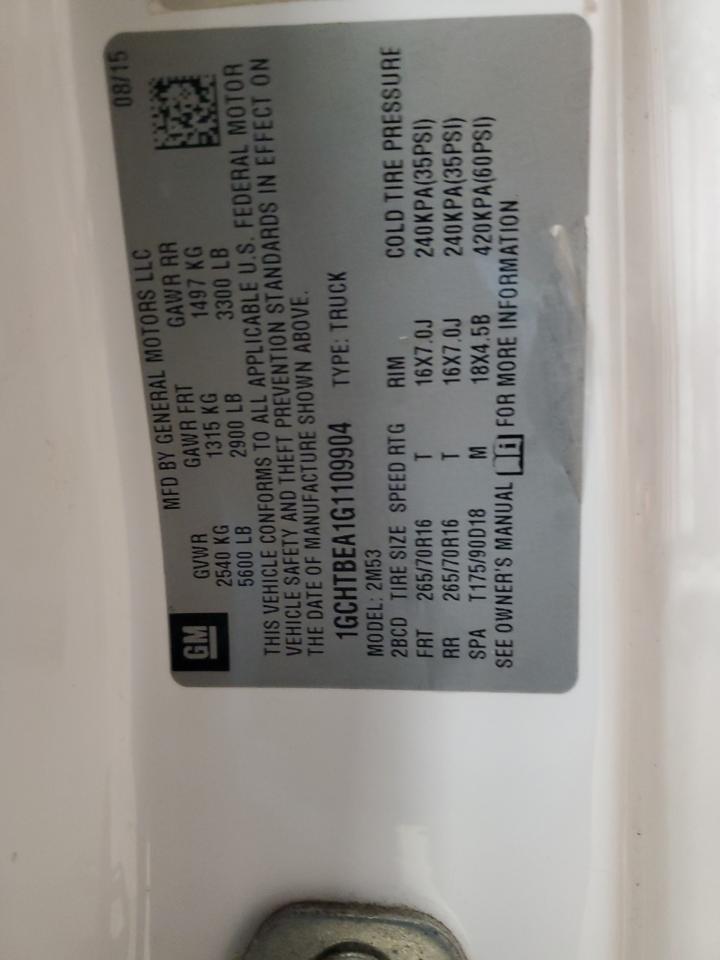 08/15
GM
MFD BY GENERAL MOTORS LLC
GVWR GAWR FRT GAWR RR
2540 KG 1315 KG 1497 KG
5600 LB 2900 LB 3300 LB
THIS VEHICLE CONFORMS TO ALL APPLICABLE U.S. FEDERAL MOTOR
VEHICLE SAFETY AND THEFT PREVENTION STANDARDS IN EFFECT ON
THE DATE OF MANUFACTURE SHOWN ABOVE.
1GCHTBEA1G1109904 TYPE: TRUCK
MODEL: 2M53
2BCD TIRE SIZE SPEED RTG RIM COLD TIRE PRESSURE
FRT 265/70R16 T 16X7.0J 240KPA(35PSI)
RR 265/70R16 T 16X7.0J 240KPA(35PSI)
SPA T175/90D18 M 18X4.5B 420KPA(60PSI)
SEE OWNER'S MANUAL i FOR MORE INFORMATION